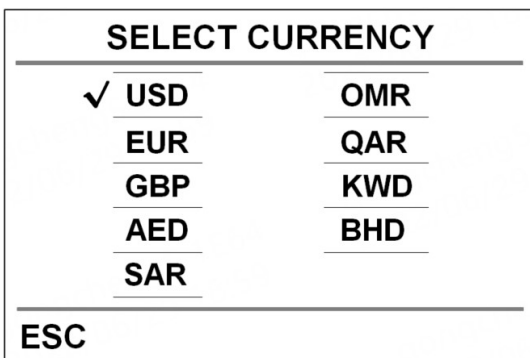 SELECT CURRENCY
✓ USD
EUR
GBP
AED
SAR
OMR
QAR
KWD
BHD
ESC